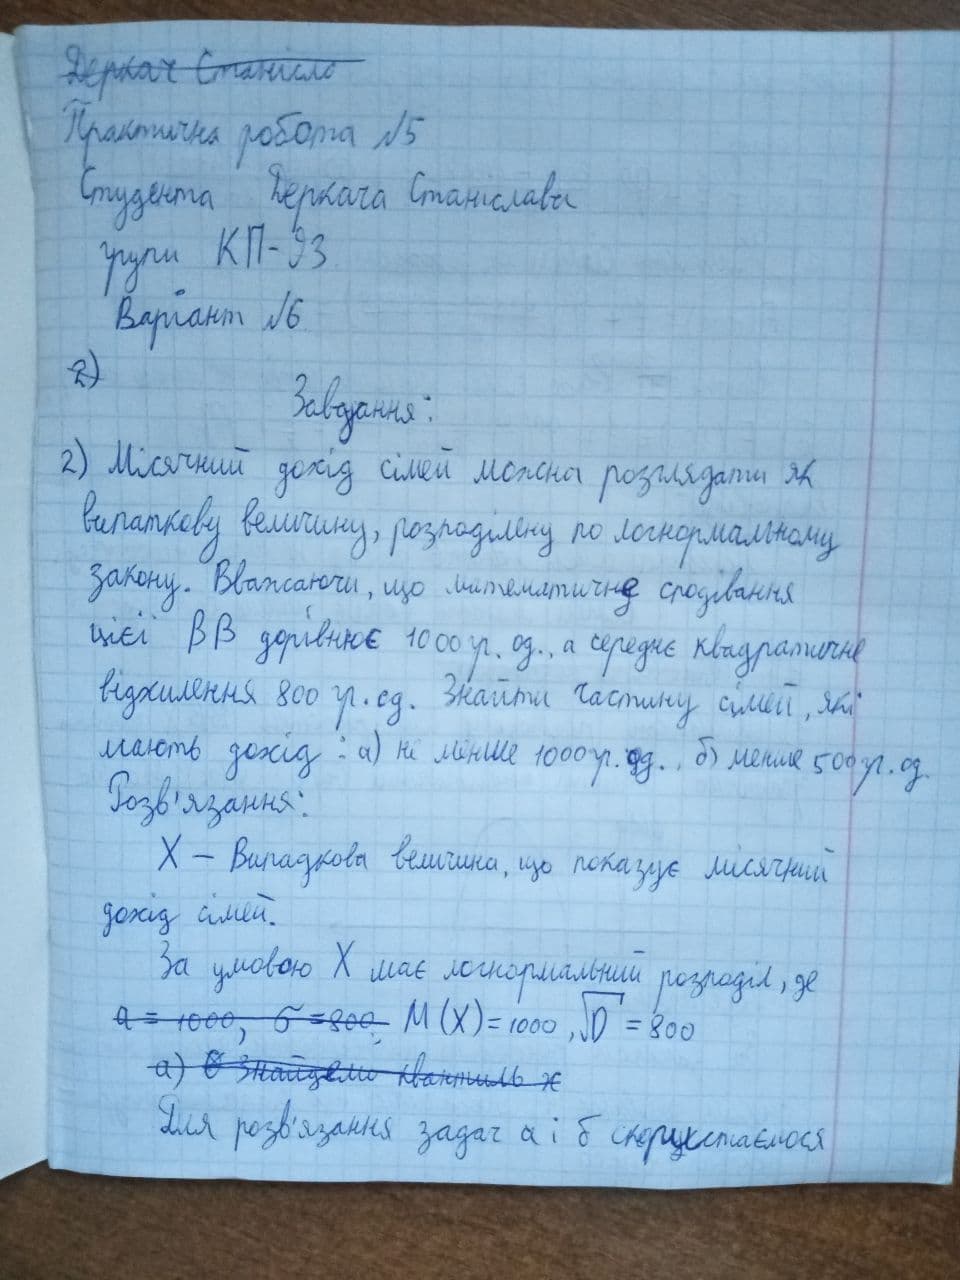 Деркач Станісло
Практична робота №5
Студента Деркача Станіслава
групи КП-93
Варіант №6
2)
Завдання:
2) Місячний дохід сімей можна розглядати як
випаткову величину, розподілену по логнормальному
закону. Вважаючи, що математичне сподівання
цієї ВВ дорівнює 1000 гр. од., а середнє квадратичне
відхилення 800 гр. од. Знайти частину сімей, які
мають дохід: а) не менше 1000 гр. од., б) менше 500 гр. од.
Розв'язання:
X – Випадкова величина, що показує місячний
дохід сімей.
За умовою X має логнормальний розподіл, де
a = 1000, σ = 800, M(X) = 1000, √D = 800
а) Знайдемо квантиль x
Для розв'язання задач а і б скористаємося